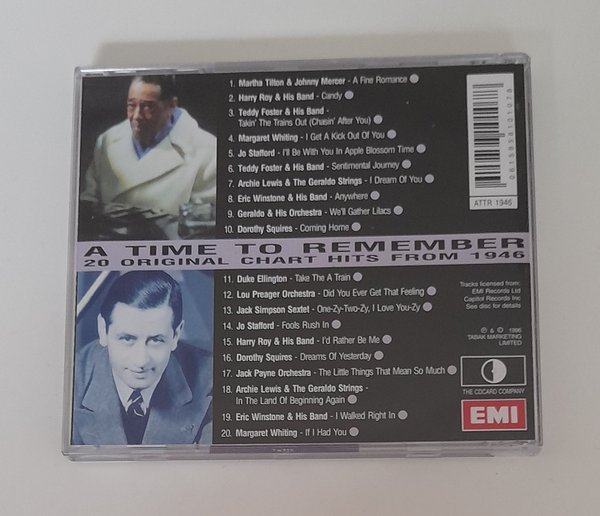 1. Martha Tilton & Johnny Mercer - A Fine Romance
2. Harry Roy & His Band - Candy
3. Teddy Foster & His Band -
Takin' The Trains Out (Chasin' After You)
4. Margaret Whiting - I Get A Kick Out Of You
5. Jo Stafford - I'll Be With You In Apple Blossom Time
6. Teddy Foster & His Band - Sentimental Journey
7. Archie Lewis & The Geraldo Strings - I Dream Of You
8. Eric Winstone & His Band - Anywhere
9. Geraldo & His Orchestra - We'll Gather Lilacs
10. Dorothy Squires - Coming Home
ATTR 1946
A TIME TO REMEMBER
20 ORIGINAL CHART HITS FROM 1946
11. Duke Ellington - Take The A Train
12. Lou Preager Orchestra - Did You Ever Get That Feeling
13. Jack Simpson Sextet - One-Zy-Two-Zy, I Love You-Zy
14. Jo Stafford - Fools Rush In
15. Harry Roy & His Band - I'd Rather Be Me
16. Dorothy Squires - Dreams Of Yesterday
17. Jack Payne Orchestra - The Little Things That Mean So Much
18. Archie Lewis & The Geraldo Strings -
In The Land Of Beginning Again
19. Eric Winstone & His Band - I Walked Right In
20. Margaret Whiting - If I Had You
Tracks licensed from:
EMI Records Ltd
Capitol Records Inc
See disc for details
℗ & © 1996
TABAK MARKETING
LIMITED
THE CDCARD COMPANY
EMI